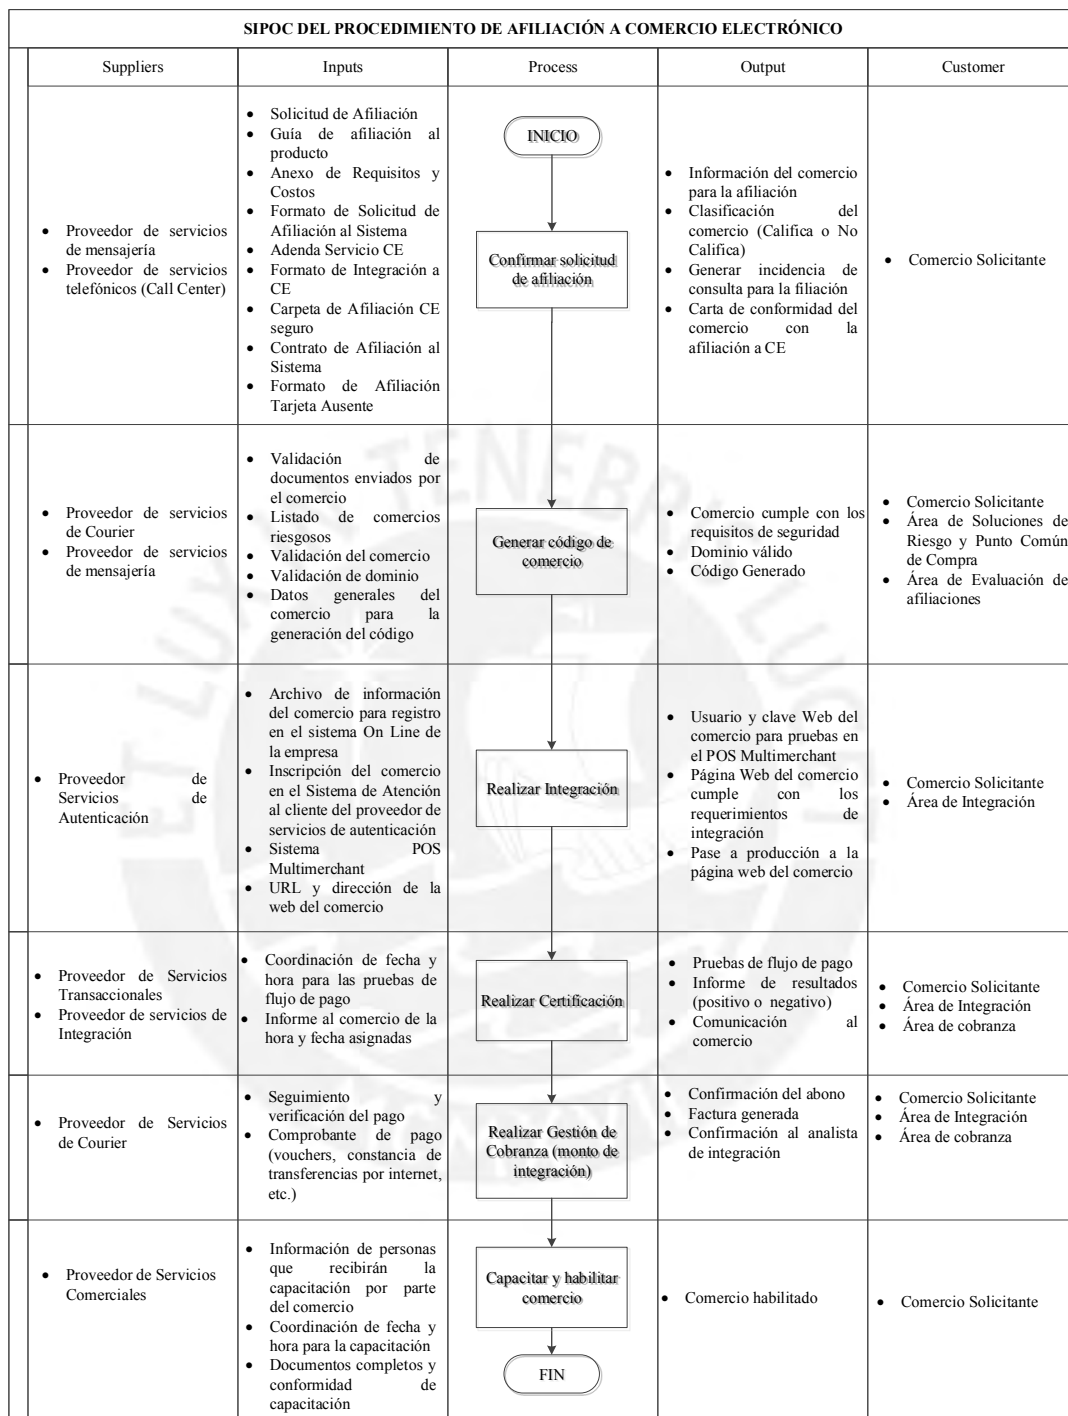 SIPOC DEL PROCEDIMIENTO DE AFILIACIÓN A COMERCIO ELECTRÓNICO
Suppliers
Inputs
Process
Output
Customer
• Proveedor de servicios
de mensajería
• Proveedor de servicios
telefónicos (Call Center)
• Solicitud de Afiliación
• Guía de afiliación al
producto
• Anexo de Requisitos y
Costos
• Formato de Solicitud de
Afiliación al Sistema
• Adenda Servicio CE
• Formato de Integración a
CE
• Carpeta de Afiliación CE
seguro
• Contrato de Afiliación al
Sistema
• Formato de Afiliación
Tarjeta Ausente
INICIO
Confirmar solicitud
de afiliación
• Información del comercio
para la afiliación
• Clasificación del
comercio (Califica o No
Califica)
• Generar incidencia de
consulta para la filiación
• Carta de conformidad del
comercio con la
afiliación a CE
• Comercio Solicitante
• Proveedor de servicios
de Courier
• Proveedor de servicios
de mensajería
• Validación de
documentos enviados por
el comercio
• Listado de comercios
riesgosos
• Validación del comercio
• Validación de dominio
• Datos generales del
comercio para la
generación del código
Generar código de
comercio
• Comercio cumple con los
requisitos de seguridad
• Dominio válido
• Código Generado
• Comercio Solicitante
• Área de Soluciones de
Riesgo y Punto Común
de Compra
• Área de Evaluación de
afiliaciones
• Proveedor de
Servicios de
Autenticación
• Archivo de información
del comercio para registro
en el sistema On Line de
la empresa
• Inscripción del comercio
en el Sistema de Atención
al cliente del proveedor de
servicios de autenticación
• Sistema POS
Multimerchant
• URL y dirección de la
web del comercio
Realizar Integración
• Usuario y clave Web del
comercio para pruebas en
el POS Multimerchant
• Página Web del comercio
cumple con los
requerimientos de
integración
• Pase a producción a la
página web del comercio
• Comercio Solicitante
• Área de Integración
• Proveedor de Servicios
Transaccionales
• Proveedor de servicios de
Integración
• Coordinación de fecha y
hora para las pruebas de
flujo de pago
• Informe al comercio de la
hora y fecha asignadas
Realizar Certificación
• Pruebas de flujo de pago
• Informe de resultados
(positivo o negativo)
• Comunicación al
comercio
• Comercio Solicitante
• Área de Integración
• Área de cobranza
• Proveedor de Servicios
de Courier
• Seguimiento y
verificación del pago
• Comprobante de pago
(vouchers, constancia de
transferencias por internet,
etc.)
Realizar Gestión de
Cobranza (monto de
integración)
• Confirmación del abono
• Factura generada
• Confirmación al analista
de integración
• Comercio Solicitante
• Área de Integración
• Área de cobranza
• Proveedor de Servicios
Comerciales
• Información de personas
que recibirán la
capacitación por parte
del comercio
• Coordinación de fecha y
hora para la capacitación
• Documentos completos y
conformidad de
capacitación
Capacitar y habilitar
comercio
FIN
• Comercio habilitado
• Comercio Solicitante